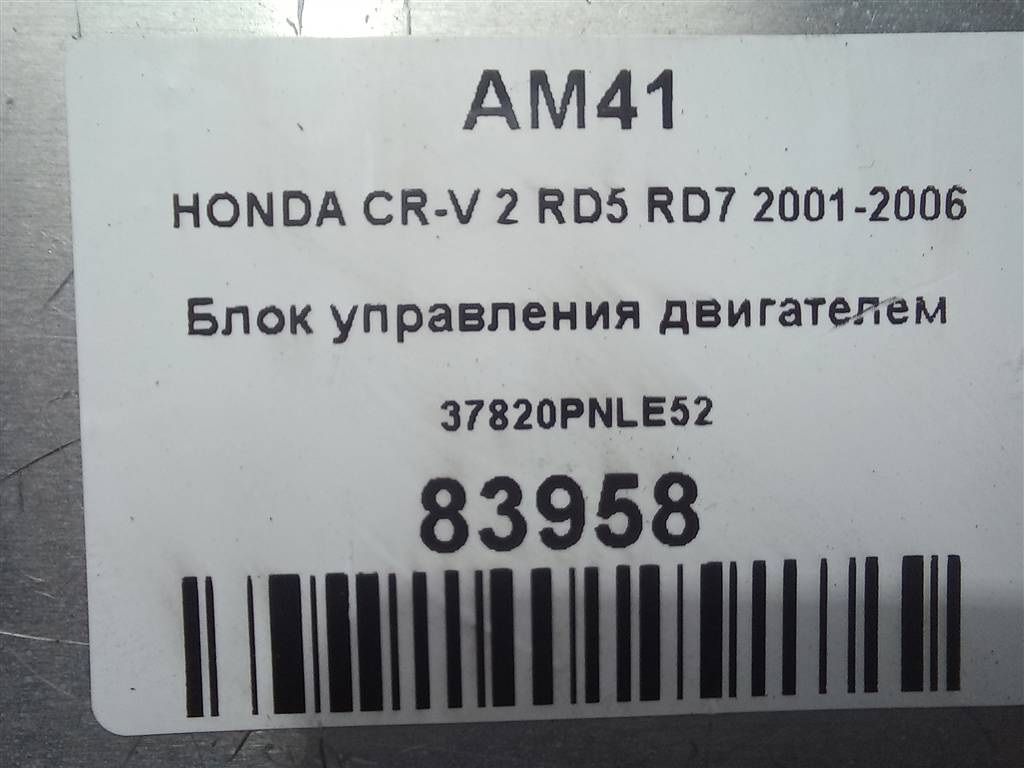 AM41
HONDA CR-V 2 RD5 RD7 2001-2006
Блок управления двигателем
37820PNLE52
83958